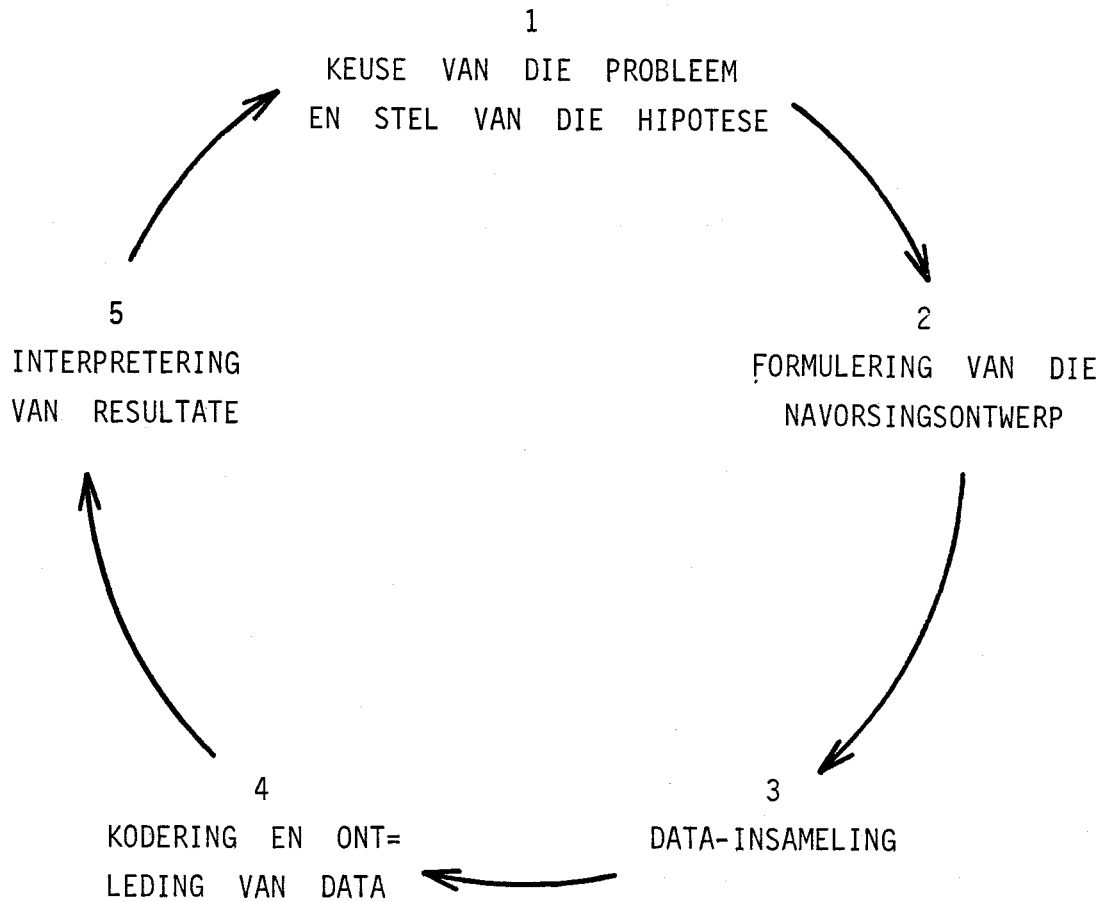 1
KEUSE VAN DIE PROBLEEM
EN STEL VAN DIE HIPOTESE
2
FORMULERING VAN DIE
NAVORSINGSONTWERP
3
DATA-INSAMELING
4
KODERING EN ONT=
LEDING VAN DATA
5
INTERPRETERING
VAN RESULTATE